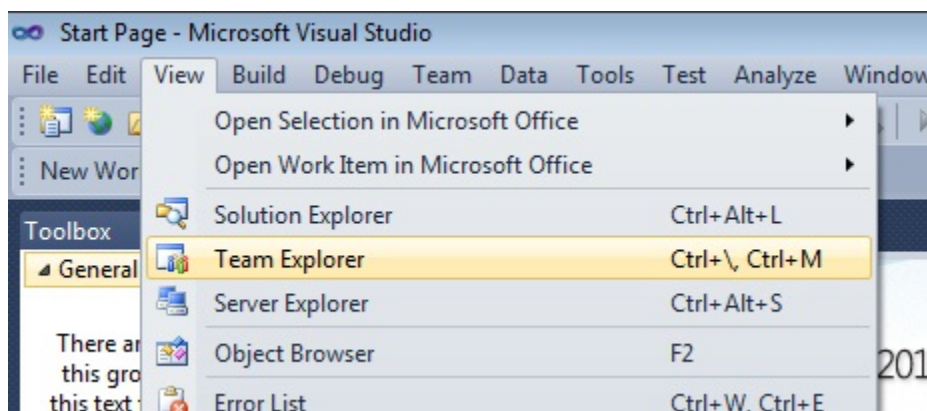 Start Page - Microsoft Visual Studio
File Edit View Build Debug Team Data Tools Test Analyze Window
Open Selection in Microsoft Office
New Wor
Open Work Item in Microsoft Office
Solution Explorer Ctrl+Alt+L
Toolbox
General
Team Explorer Ctrl+\, Ctrl+M
Server Explorer Ctrl+Alt+S
There ar
Object Browser F2
this gro
201
this text
Error List Ctrl+W, Ctrl+E